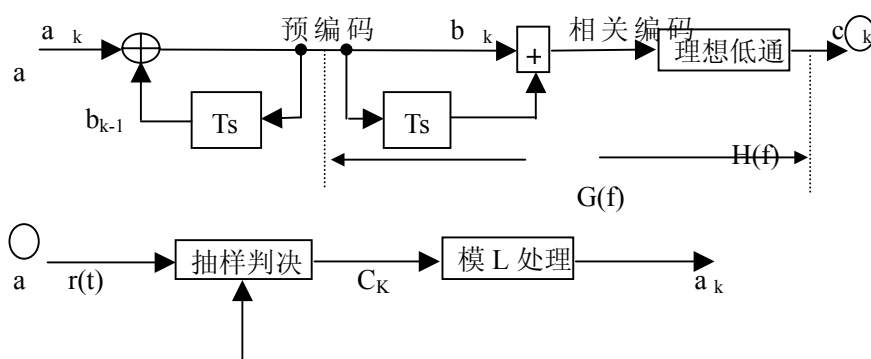 a k 预编码 b k 相关编码 c k
a + 理想低通
b k-1 Ts Ts
H(f)
G(f)
a r(t) 抽样判决 C K 模 L 处理 a k